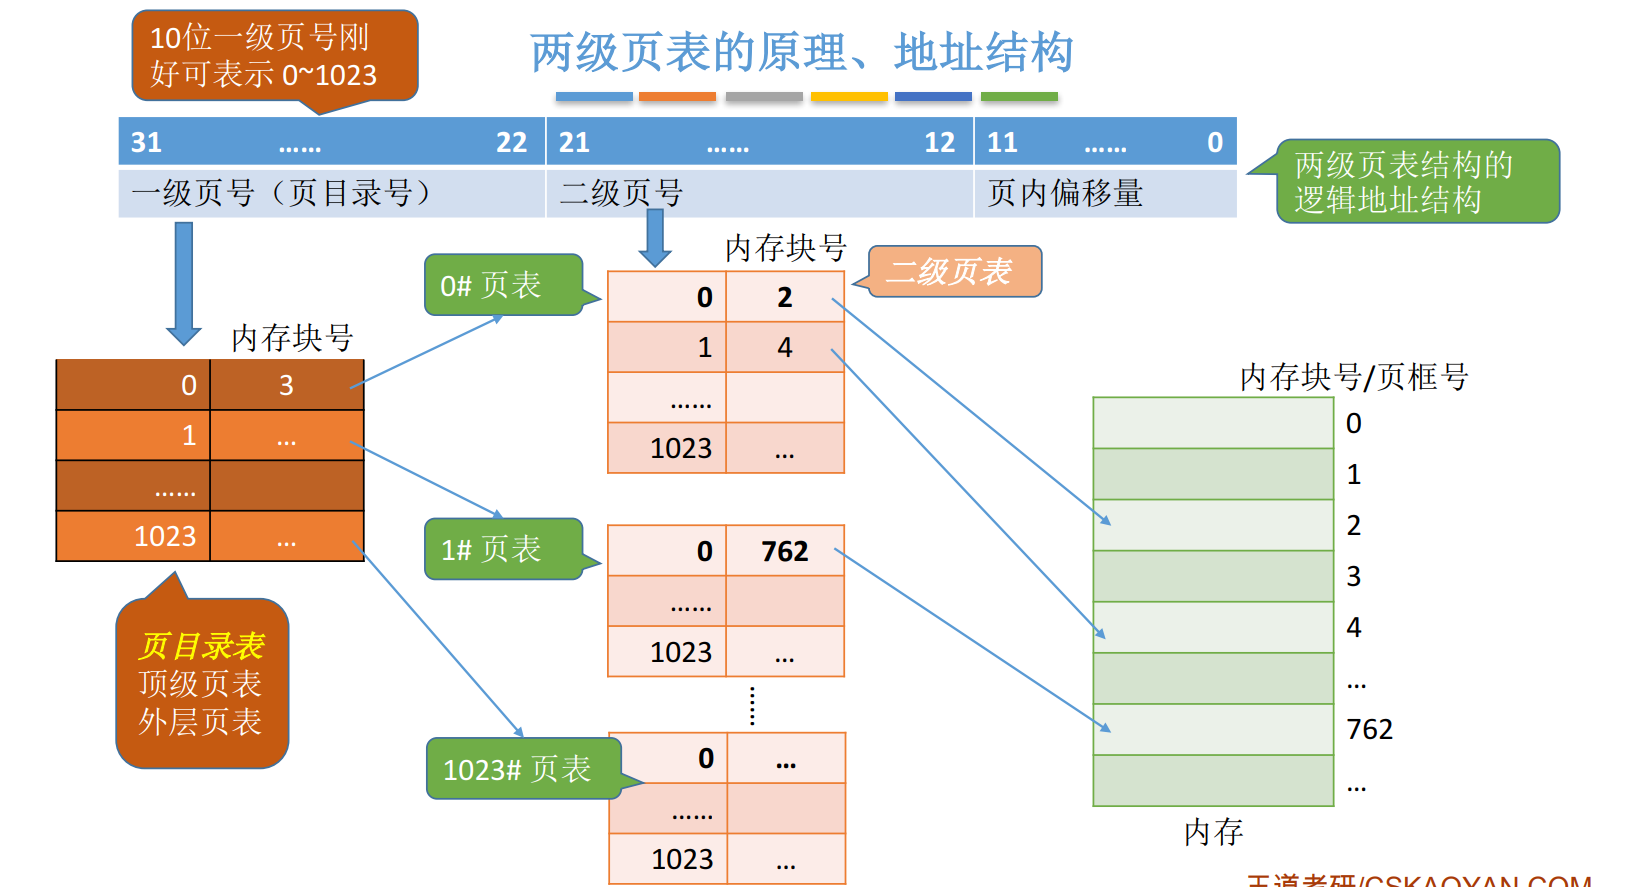 10位一级页号刚
好可表示 0~1023
两级页表的原理、地址结构
31 …… 22 21 …… 12 11 …… 0
一级页号（页目录号） 二级页号 页内偏移量
两级页表结构的
逻辑地址结构
内存块号
0 3
1 …
……
1023 …
页目录表
顶级页表
外层页表
0# 页表
内存块号
二级页表
0 2
1 4
……
1023 …
1# 页表
0 762
……
1023 …
……
1023# 页表
0 …
……
1023 …
内存块号/页框号
0
1
2
3
4
…
762
…
内存
王道考研/CSKAOYAN.COM